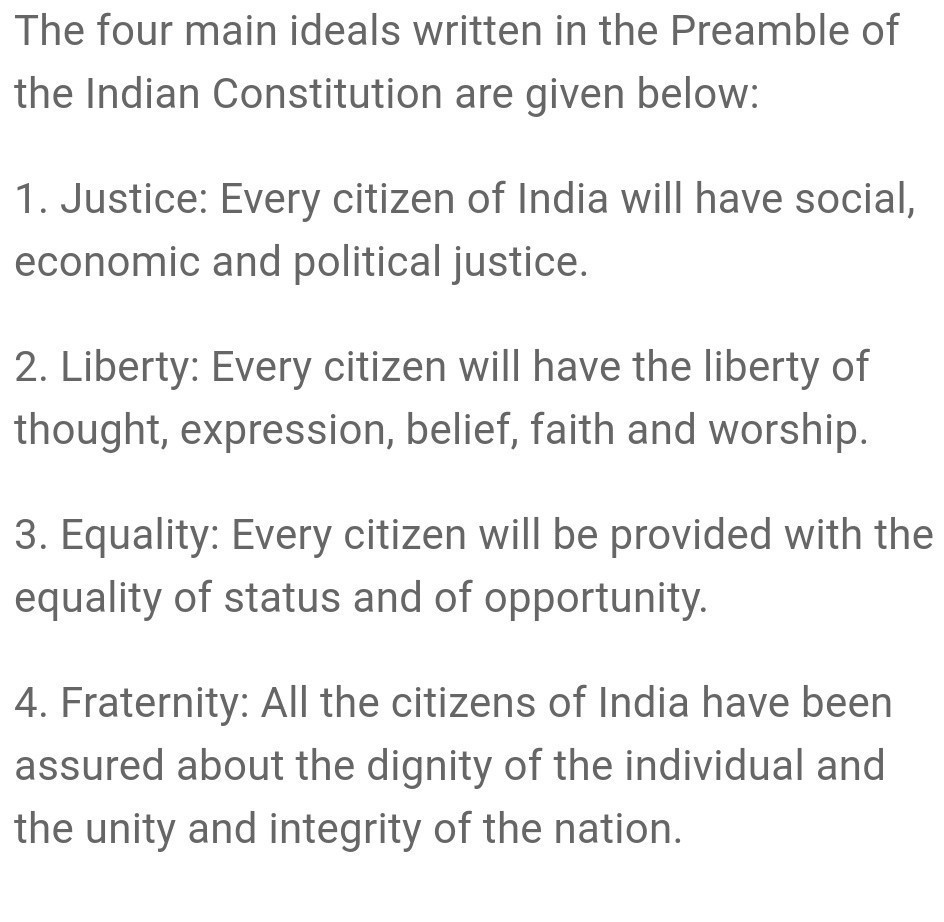 The four main ideals written in the Preamble of
the Indian Constitution are given below:
1. Justice: Every citizen of India will have social,
economic and political justice.
2. Liberty: Every citizen will have the liberty of
thought, expression, belief, faith and worship.
3. Equality: Every citizen will be provided with the
equality of status and of opportunity.
4. Fraternity: All the citizens of India have been
assured about the dignity of the individual and
the unity and integrity of the nation.